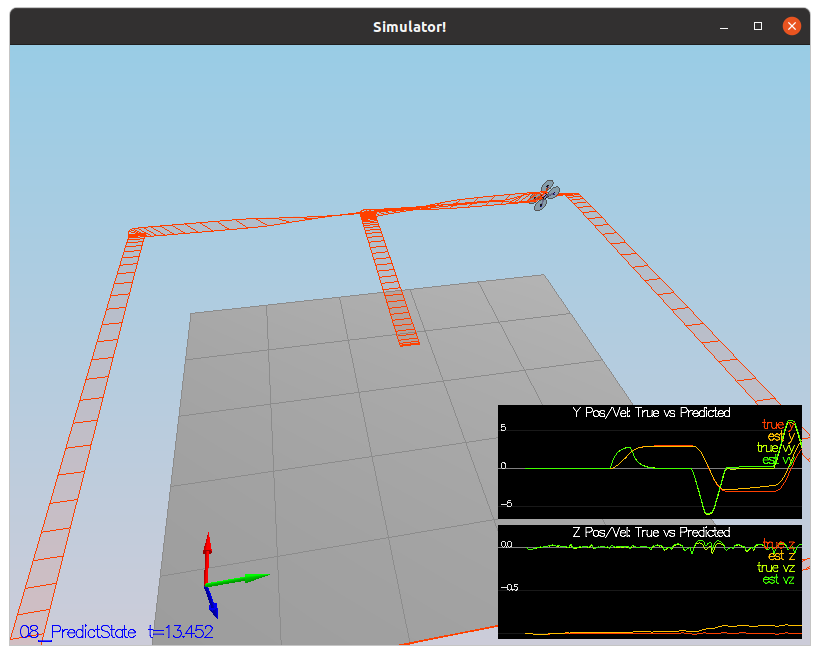 Simulator!
Y Pos/Vel: True vs Predicted
5
true y
est y
true vy
0
est vy
-5
Z Pos/Vel: True vs Predicted
0.0
true z
est z
true vz
est vz
-0.5
08_PredictState t=13.452